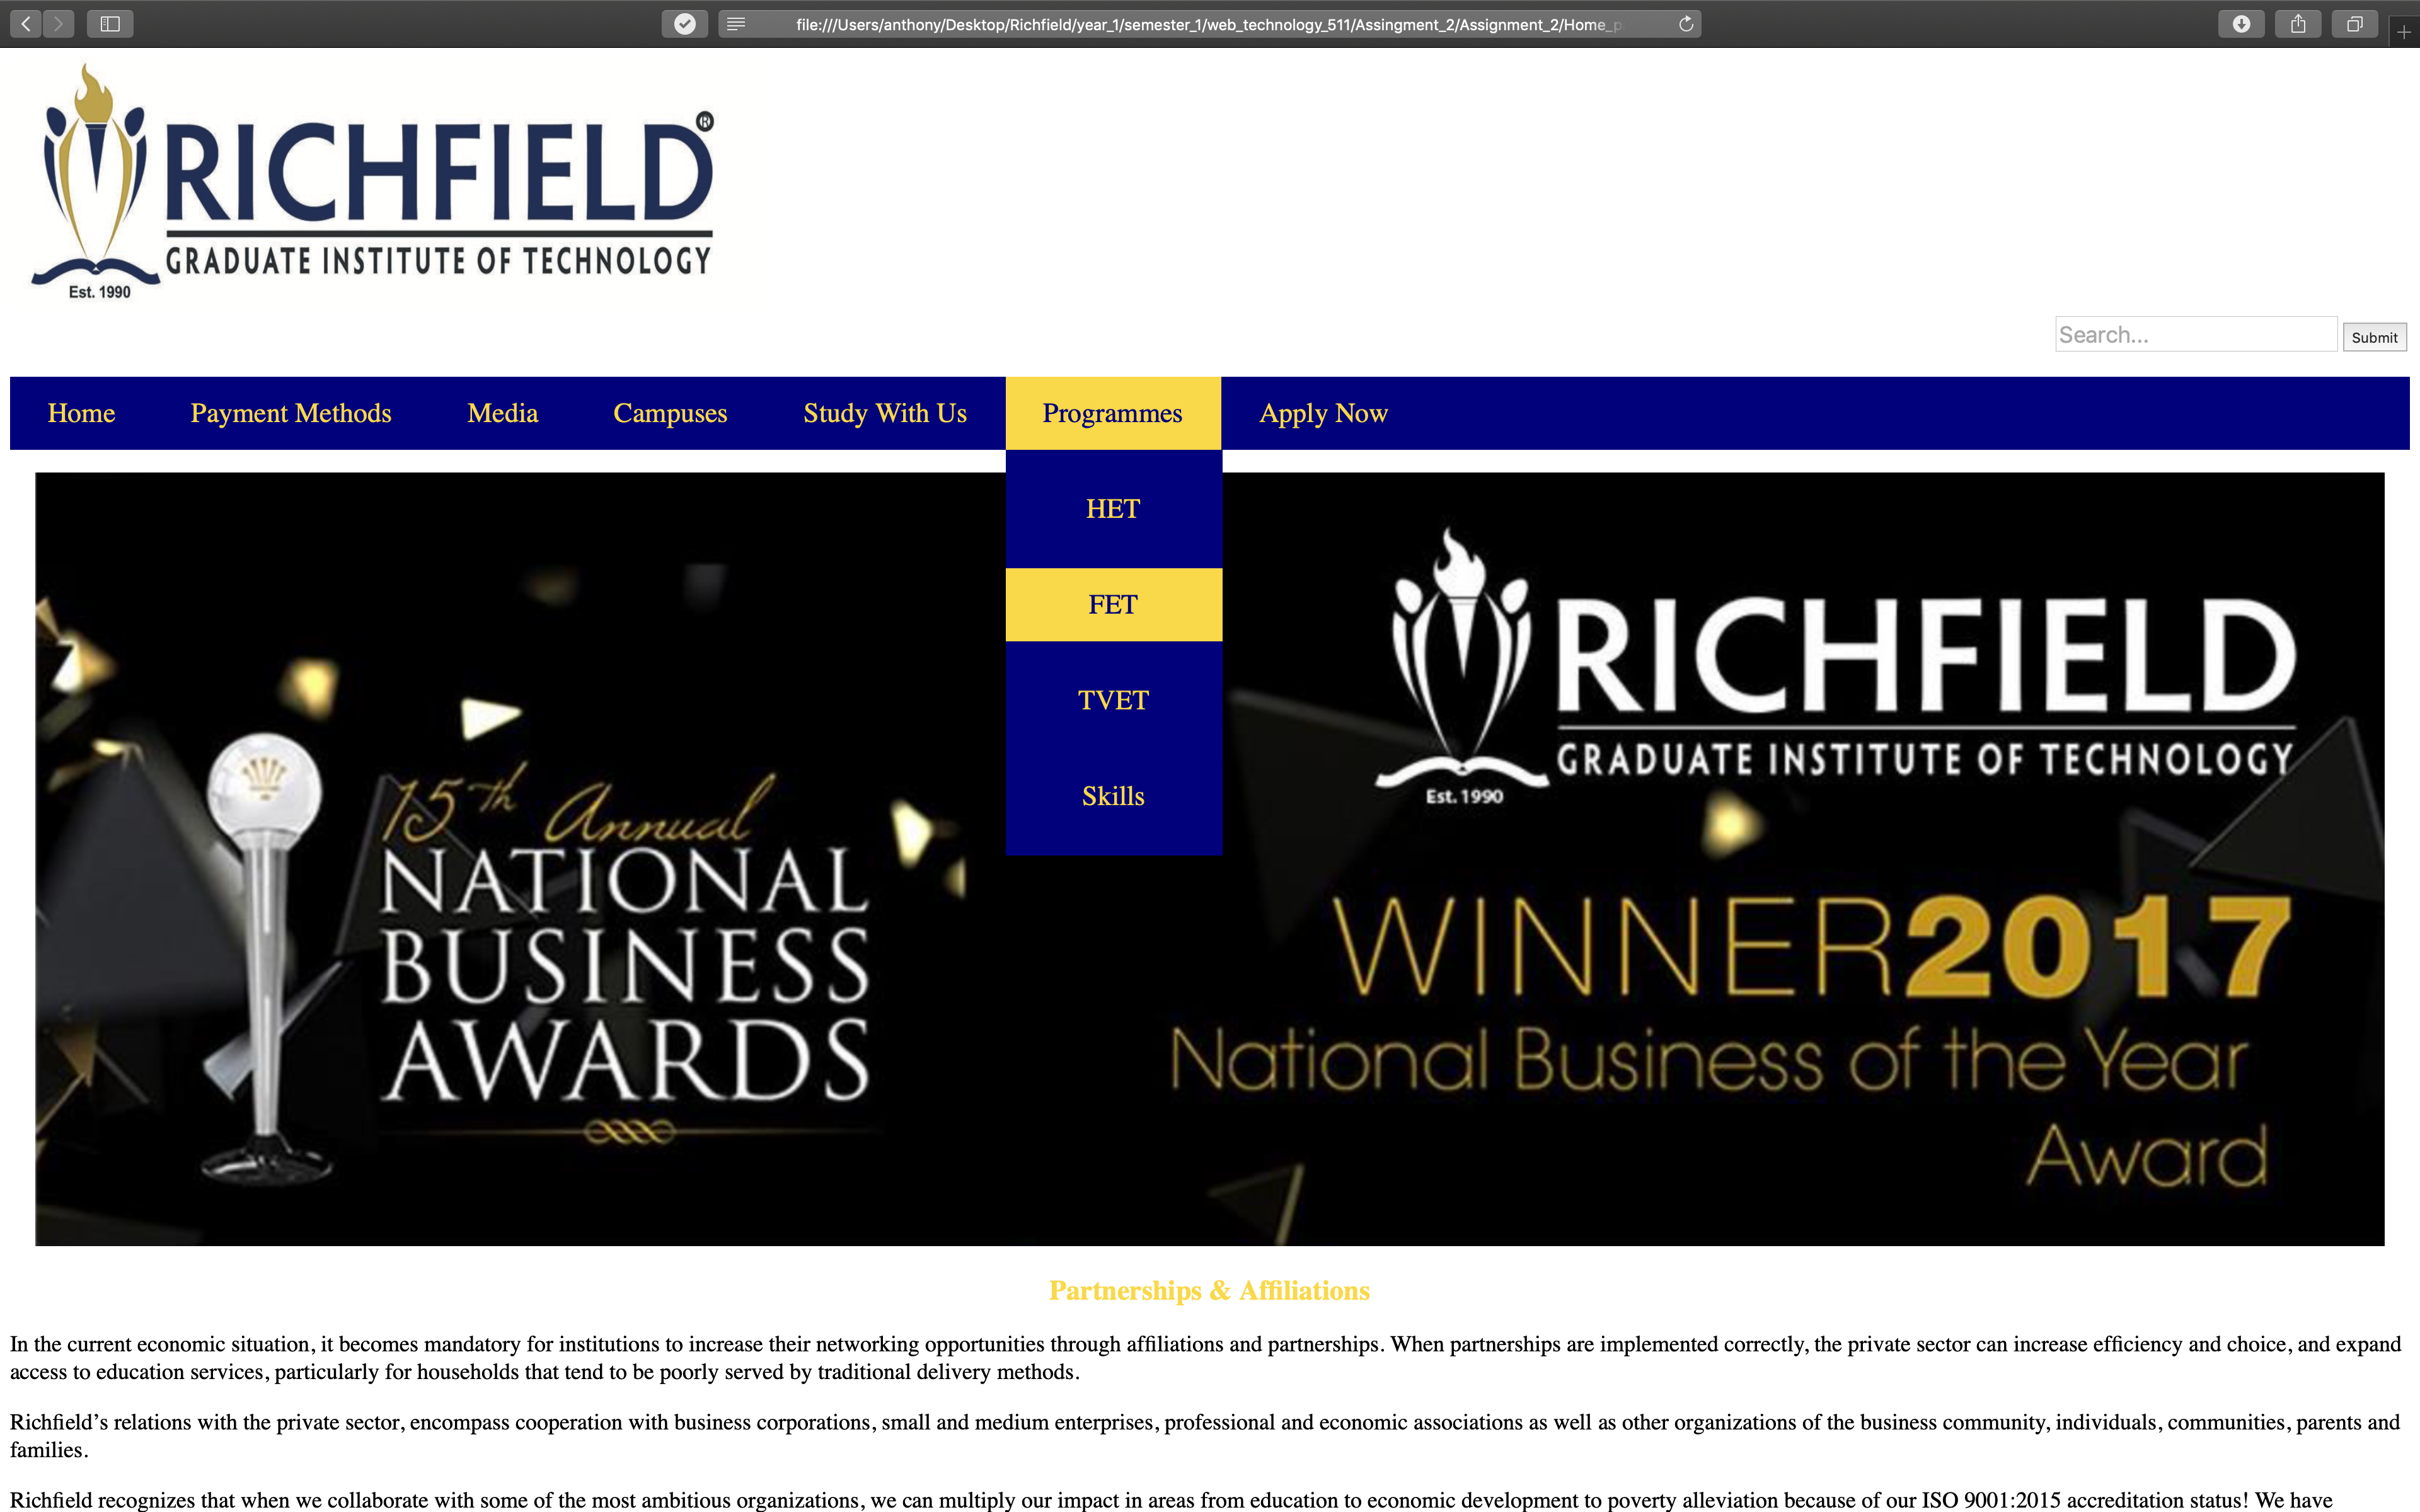 file:///Users/anthony/Desktop/Richfield/year_1/semester_1/web_technology_511/Assingment_2/Assignment_2/Home_p
RICHFIELD®
GRADUATE INSTITUTE OF TECHNOLOGY
Est. 1990
Search...
Submit
Home
Payment Methods
Media
Campuses
Study With Us
Programmes
Apply Now
HET
FET
TVET
Skills
15th Annual
NATIONAL
BUSINESS
AWARDS
RICHFIELD
GRADUATE INSTITUTE OF TECHNOLOGY
Est. 1990
WINNER2017
National Business of the Year
Award
Partnerships & Affiliations
In the current economic situation, it becomes mandatory for institutions to increase their networking opportunities through affiliations and partnerships. When partnerships are implemented correctly, the private sector can increase efficiency and choice, and expand
access to education services, particularly for households that tend to be poorly served by traditional delivery methods.
Richfield’s relations with the private sector, encompass cooperation with business corporations, small and medium enterprises, professional and economic associations as well as other organizations of the business community, individuals, communities, parents and
families.
Richfield recognizes that when we collaborate with some of the most ambitious organizations, we can multiply our impact in areas from education to economic development to poverty alleviation because of our ISO 9001:2015 accreditation status! We have